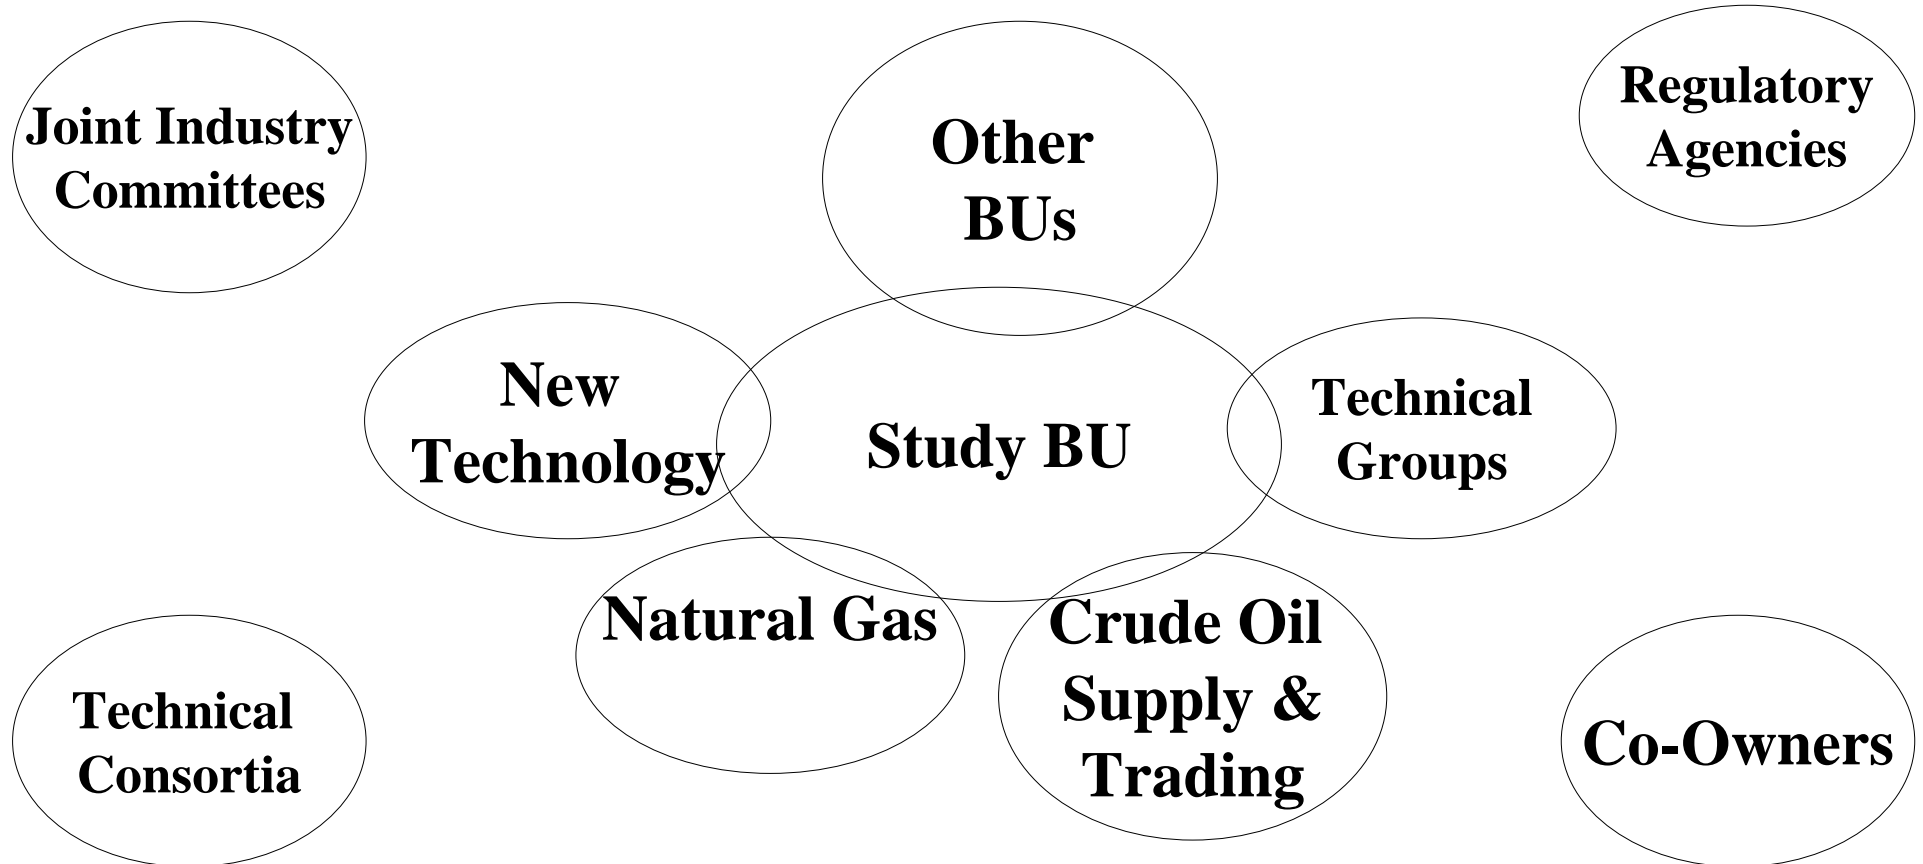 Joint Industry
Committees
Other
BUs
Regulatory
Agencies
New
Technology
Study BU
Technical
Groups
Natural Gas
Crude Oil
Supply &
Trading
Technical
Consortia
Co-Owners